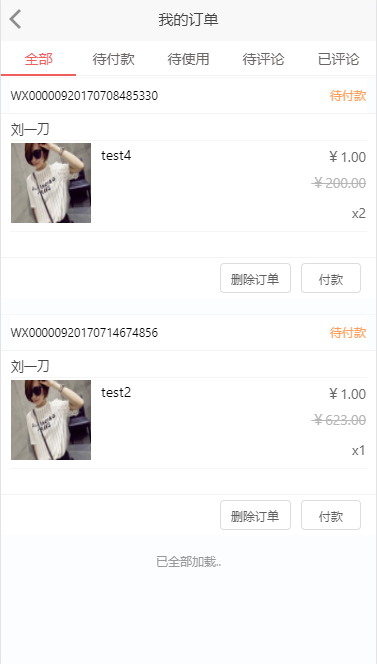 我的订单
全部 待付款 待使用 待评论 已评论
WX00000920170708485330 待付款
刘一刀
test4 ￥1.00
￥200.00
x2
删除订单 付款
WX00000920170714674856 待付款
刘一刀
test2 ￥1.00
￥623.00
x1
删除订单 付款
已全部加载..